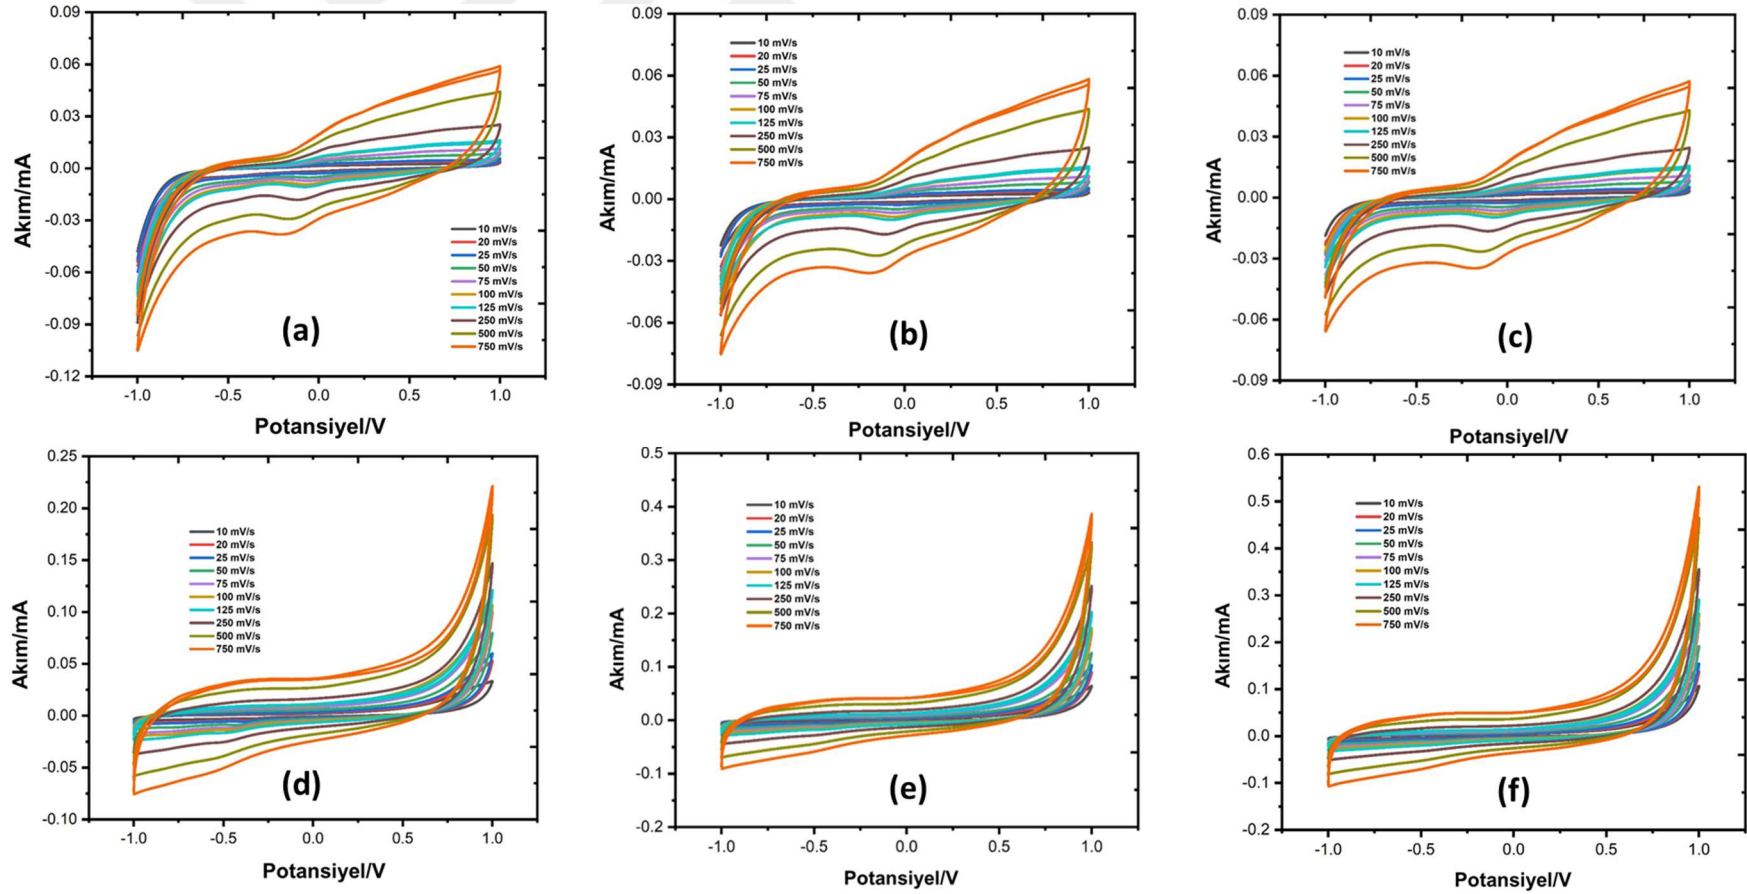 0.09
0.06
0.03
0.00
-0.03
-0.06
-0.09
-0.12
Akım/mA
10 mV/s
20 mV/s
25 mV/s
50 mV/s
75 mV/s
100 mV/s
125 mV/s
250 mV/s
500 mV/s
750 mV/s
(a)
-1.0 -0.5 0.0 0.5 1.0
Potansiyel/V
0.09
0.06
0.03
0.00
-0.03
-0.06
-0.09
Akım/mA
10 mV/s
20 mV/s
25 mV/s
50 mV/s
75 mV/s
100 mV/s
125 mV/s
250 mV/s
500 mV/s
750 mV/s
(b)
-1.0 -0.5 0.0 0.5 1.0
Potansiyel/V
0.09
0.06
0.03
0.00
-0.03
-0.06
-0.09
Akım/mA
10 mV/s
20 mV/s
25 mV/s
50 mV/s
75 mV/s
100 mV/s
125 mV/s
250 mV/s
500 mV/s
750 mV/s
(c)
-1.0 -0.5 0.0 0.5 1.0
Potansiyel/V
0.25
0.20
0.15
0.10
0.05
0.00
-0.05
-0.10
Akım/mA
10 mV/s
20 mV/s
25 mV/s
50 mV/s
75 mV/s
100 mV/s
125 mV/s
250 mV/s
500 mV/s
750 mV/s
(d)
-1.0 -0.5 0.0 0.5 1.0
Potansiyel/V
0.5
0.4
0.3
0.2
0.1
0.0
-0.1
-0.2
Akım/mA
10 mV/s
20 mV/s
25 mV/s
50 mV/s
75 mV/s
100 mV/s
125 mV/s
250 mV/s
500 mV/s
750 mV/s
(e)
-1.0 -0.5 0.0 0.5 1.0
Potansiyel/V
0.6
0.5
0.4
0.3
0.2
0.1
0.0
-0.1
-0.2
Akım/mA
10 mV/s
20 mV/s
25 mV/s
50 mV/s
75 mV/s
100 mV/s
125 mV/s
250 mV/s
500 mV/s
750 mV/s
(f)
-1.0 -0.5 0.0 0.5 1.0
Potansiyel/V